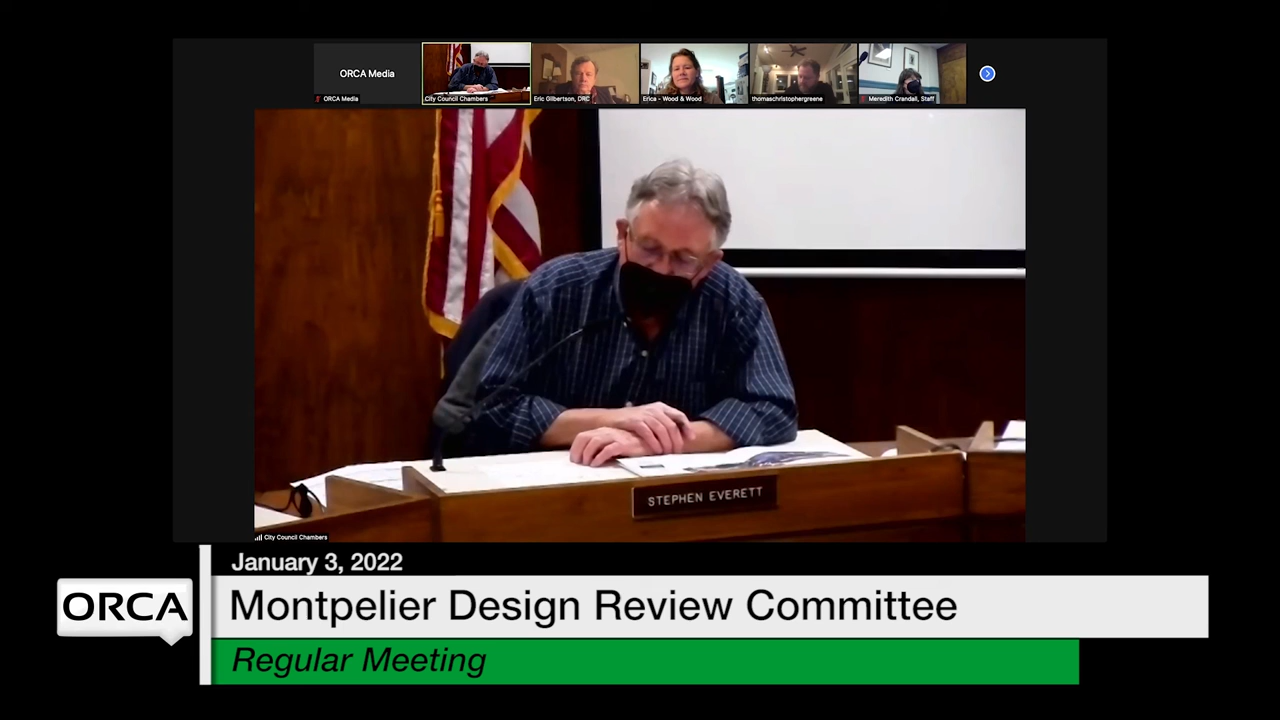 ORCA Media
ORCA Media
City Council Chambers
Eric Gilbertson, DRC
Erica - Wood & Wood
thomaschristophergreene
Meredith Crandall, Staff
STEPHEN EVERETT
City Council Chambers
January 3, 2022
ORCA
Montpelier Design Review Committee
Regular Meeting